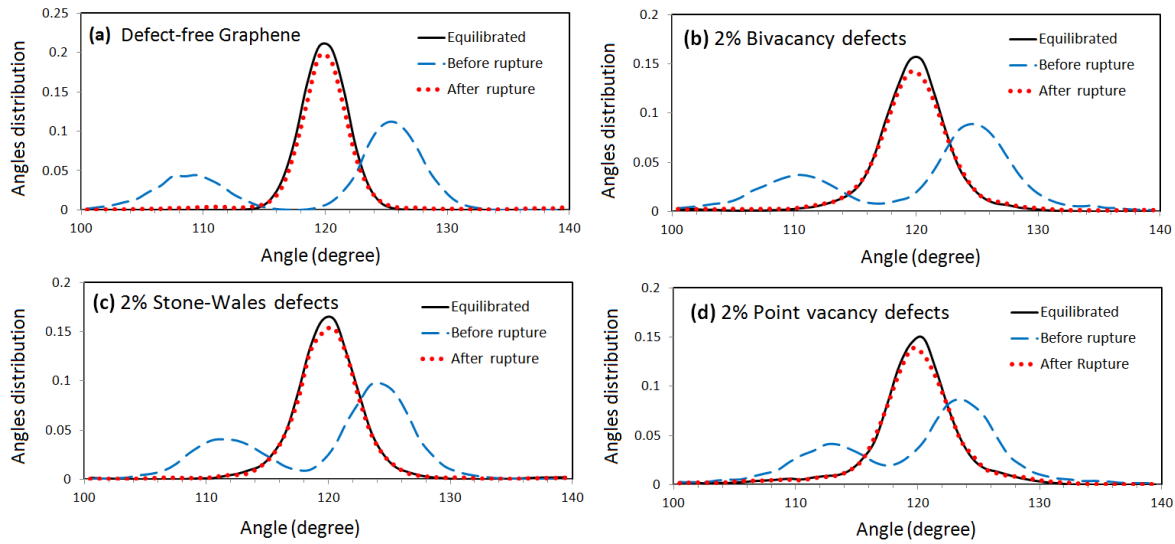 (a) Defect-free Graphene
Equilibrated
Before rupture
After rupture
Angles distribution
0.25
0.2
0.15
0.1
0.05
0
100
110
120
130
140
Angle (degree)
(b) 2% Bivacancy defects
Equilibrated
Before rupture
After rupture
Angles distribution
0.2
0.15
0.1
0.05
0
100
110
120
130
140
Angle (degree)
(c) 2% Stone-Wales defects
Equilibrated
Before rupture
After rupture
Angles distribution
0.2
0.15
0.1
0.05
0
100
110
120
130
140
Angle (degree)
(d) 2% Point vacancy defects
Equilibrated
Before rupture
After Rupture
Angles distribution
0.2
0.15
0.1
0.05
0
100
110
120
130
140
Angle (degree)